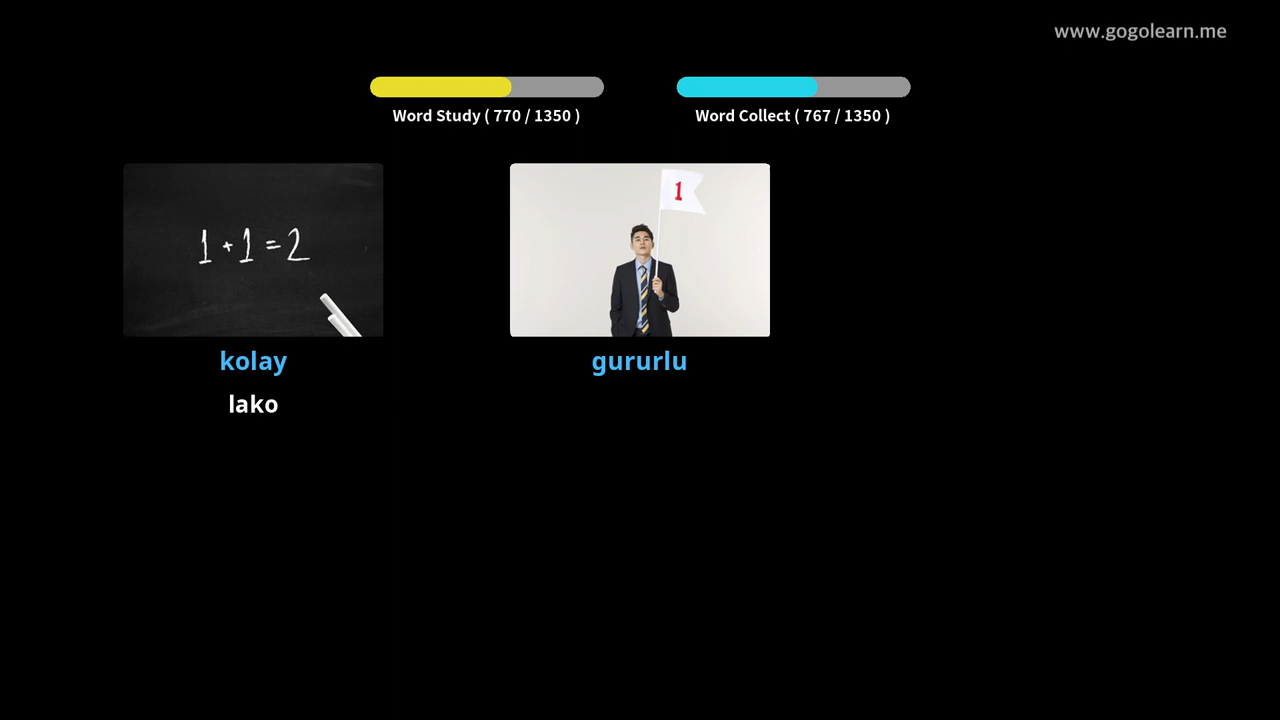 www.gogolearn.me
Word Study ( 770 / 1350 )
Word Collect ( 767 / 1350 )
1 + 1 = 2
1
kolay
gururlu
lako